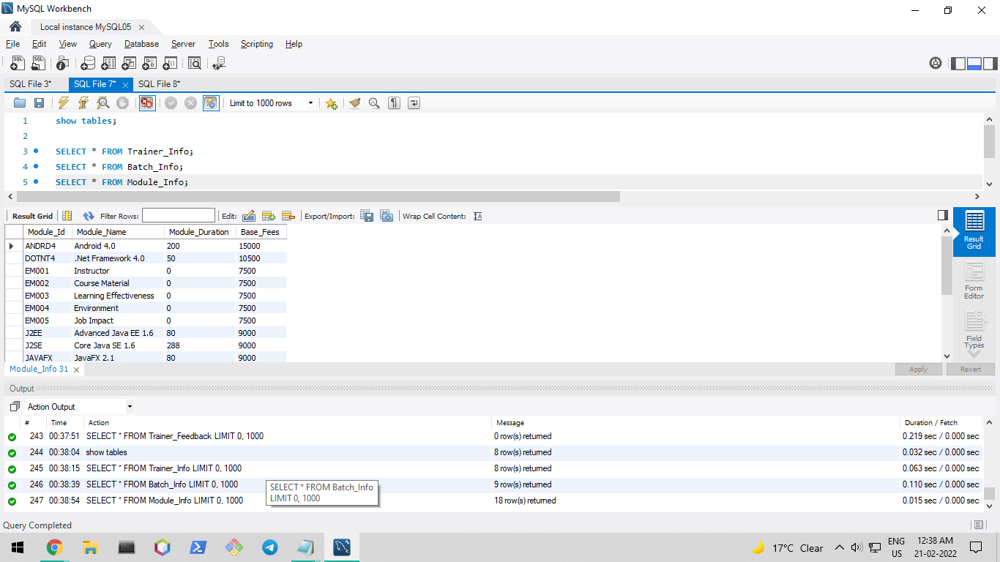 MySQL Workbench
Local instance MySQL05
File Edit View Query Database Server Tools Scripting Help
SQL File 3* SQL File 7* SQL File 8*
Limit to 1000 rows
1 show tables;
2
3 SELECT * FROM Trainer_Info;
4 SELECT * FROM Batch_Info;
5 SELECT * FROM Module_Info;
Result Grid Filter Rows: Edit: Export/Import: Wrap Cell Content:
Module_Id Module_Name Module_Duration Base_Fees
ANDRD4 Android 4.0 200 15000
DOTNT4 .Net Framework 4.0 50 10500
EM001 Instructor 0 7500
EM002 Course Material 0 7500
EM003 Learning Effectiveness 0 7500
EM004 Environment 0 7500
EM005 Job Impact 0 7500
J2EE Advanced Java EE 1.6 80 9000
J2SE Core Java SE 1.6 288 9000
JAVAFX JavaFX 2.1 80 9000
Result
Grid
Form
Editor
Field
Types
Module_Info 31
Apply Revert
Output
Action Output
# Time Action Message Duration / Fetch
243 00:37:51 SELECT * FROM Trainer_Feedback LIMIT 0, 1000 0 row(s) returned 0.219 sec / 0.000 sec
244 00:38:04 show tables 8 row(s) returned 0.032 sec / 0.000 sec
245 00:38:15 SELECT * FROM Trainer_Info LIMIT 0, 1000 8 row(s) returned 0.063 sec / 0.000 sec
246 00:38:39 SELECT * FROM Batch_Info LIMIT 0, 1000 9 row(s) returned 0.110 sec / 0.000 sec
247 00:38:54 SELECT * FROM Module_Info LIMIT 0, 1000 18 row(s) returned 0.015 sec / 0.000 sec
SELECT * FROM Batch_Info
LIMIT 0, 1000
Query Completed
17°C Clear
ENG
US
12:38 AM
21-02-2022